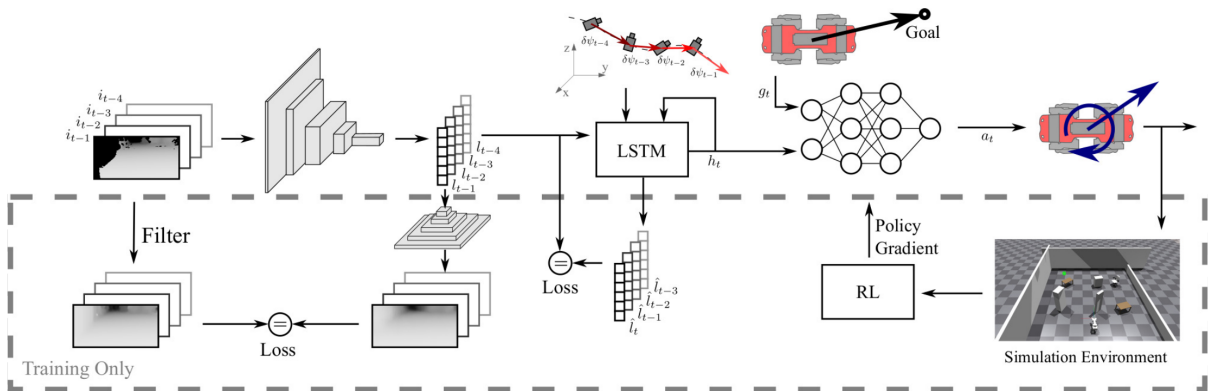 i_{t-4}
i_{t-3}
i_{t-2}
i_{t-1}
l_{t-4}
l_{t-3}
l_{t-2}
l_{t-1}
z
y
x
δψ_{t-4}
δψ_{t-3}
δψ_{t-2}
δψ_{t-1}
LSTM
h_t
g_t
Goal
a_t
Filter
=
Loss
=
Loss
l̂_{t-3}
l̂_{t-2}
l̂_{t-1}
l̂_t
Policy
Gradient
RL
Simulation Environment
Training Only